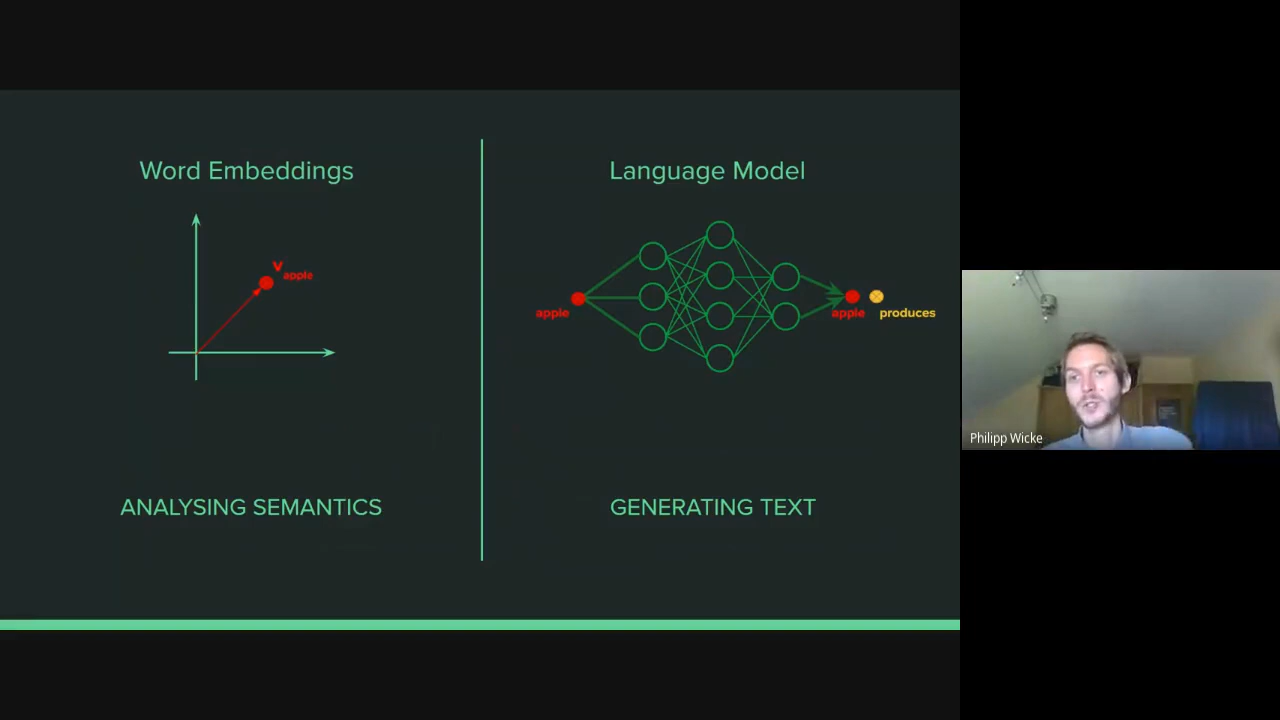 Word Embeddings
v apple
ANALYSING SEMANTICS
Language Model
apple
apple
produces
GENERATING TEXT
Philipp Wicke